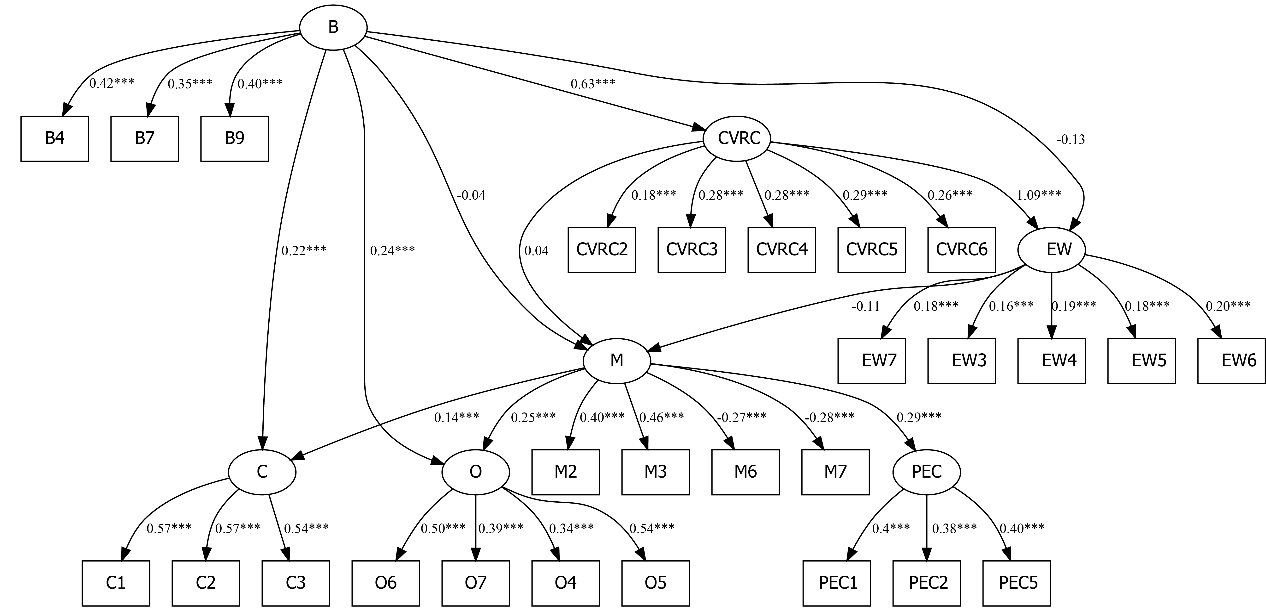 B
0.42*** 0.35*** 0.40*** 0.63***
B4 B7 B9 CVRC -0.13
-0.04 0.18*** 0.28*** 0.28*** 0.29*** 0.26*** 1.09***
0.22*** 0.24*** 0.04 CVRC2 CVRC3 CVRC4 CVRC5 CVRC6 EW
-0.11 0.18*** 0.16*** 0.19*** 0.18*** 0.20***
M EW7 EW3 EW4 EW5 EW6
0.14*** 0.25*** 0.40*** 0.46*** -0.27*** -0.28*** 0.29***
C O M2 M3 M6 M7 PEC
0.57*** 0.57*** 0.54*** 0.50*** 0.39*** 0.34*** 0.54*** 0.4*** 0.38*** 0.40***
C1 C2 C3 O6 O7 O4 O5 PEC1 PEC2 PEC5